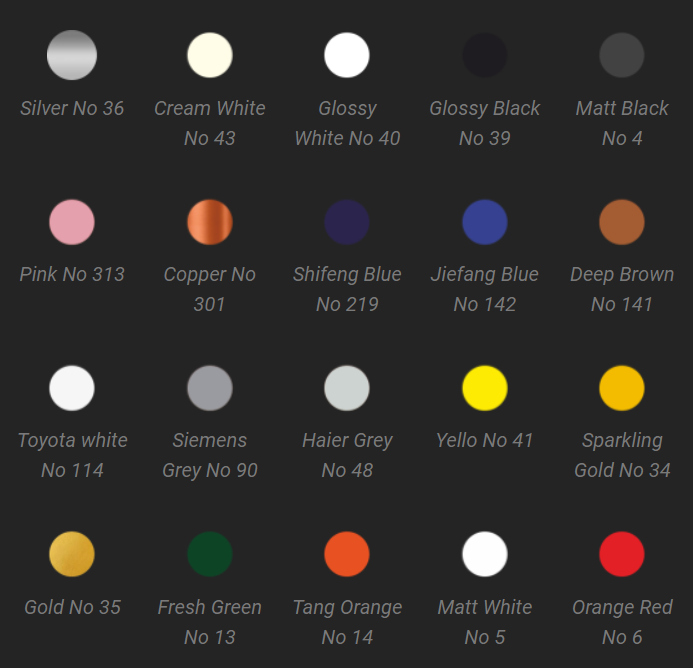 Silver No 36
Cream White
No 43
Glossy
White No 40
Glossy Black
No 39
Matt Black
No 4
Pink No 313
Copper No
301
Shifeng Blue
No 219
Jiefang Blue
No 142
Deep Brown
No 141
Toyota white
No 114
Siemens
Grey No 90
Haier Grey
No 48
Yello No 41
Sparkling
Gold No 34
Gold No 35
Fresh Green
No 13
Tang Orange
No 14
Matt White
No 5
Orange Red
No 6